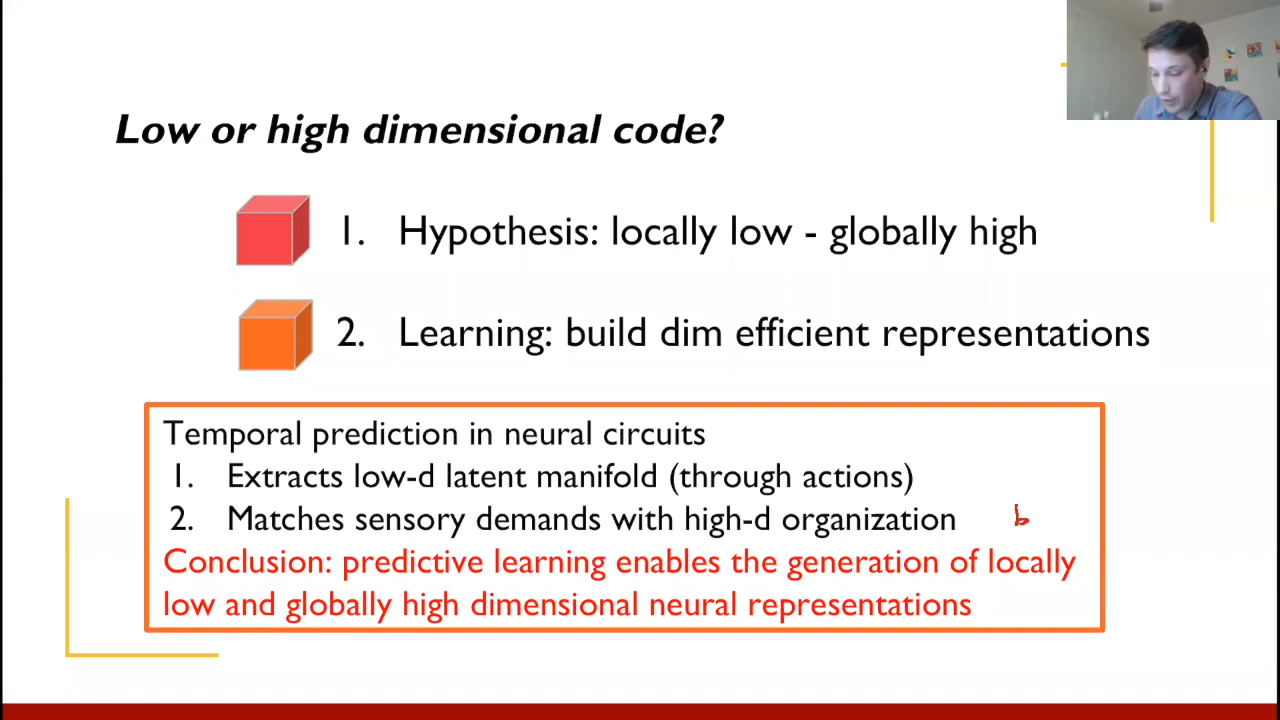 Low or high dimensional code?
1. Hypothesis: locally low - globally high
2. Learning: build dim efficient representations
Temporal prediction in neural circuits
1. Extracts low-d latent manifold (through actions)
2. Matches sensory demands with high-d organization
Conclusion: predictive learning enables the generation of locally
low and globally high dimensional neural representations